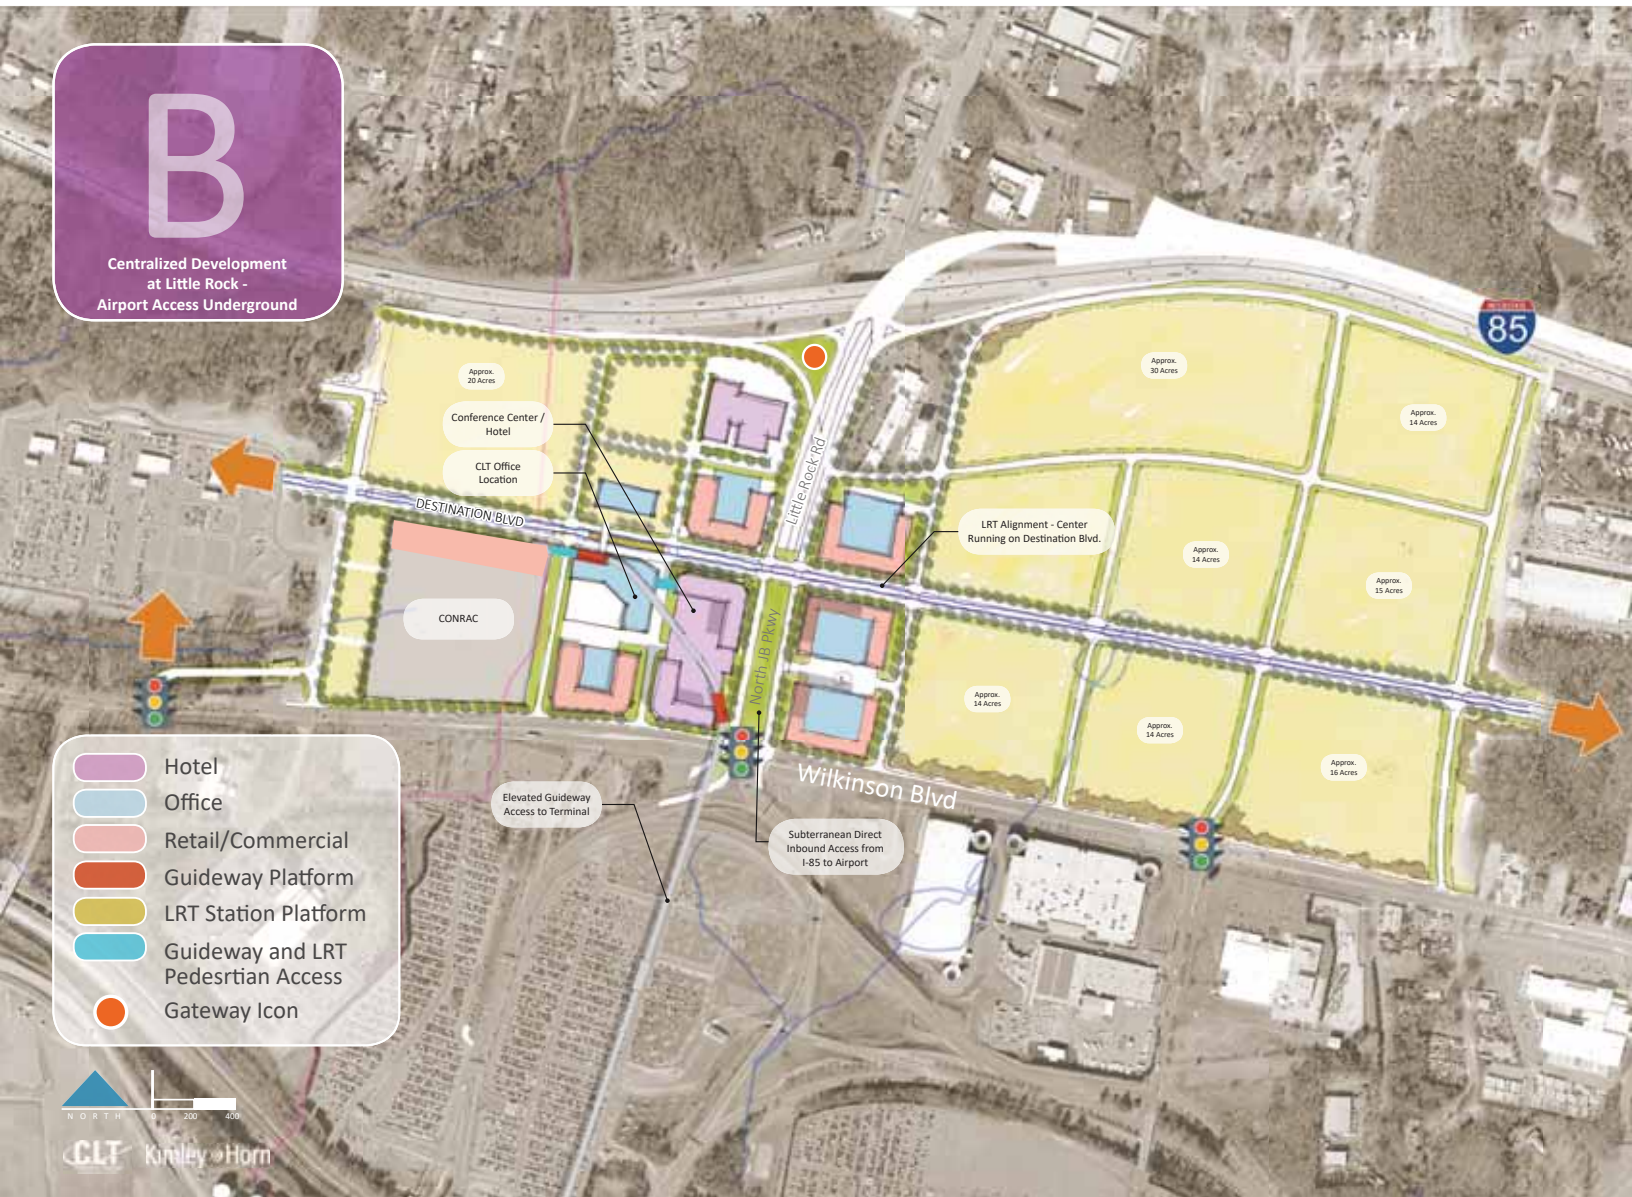 B
Centralized Development
at Little Rock -
Airport Access Underground
INTERSTATE
85
Approx.
20 Acres
Approx.
30 Acres
Approx.
14 Acres
Conference Center /
Hotel
CLT Office
Location
Little Rock Rd
DESTINATION BLVD
LRT Alignment - Center
Running on Destination Blvd.
Approx.
14 Acres
Approx.
15 Acres
CONRAC
North JB Pkwy
Approx.
14 Acres
Approx.
14 Acres
Approx.
16 Acres
Wilkinson Blvd
Elevated Guideway
Access to Terminal
Subterranean Direct
Inbound Access from
I-85 to Airport
Hotel
Office
Retail/Commercial
Guideway Platform
LRT Station Platform
Guideway and LRT
Pedesrtian Access
Gateway Icon
NORTH
0 200 400
CLT Kimley»Horn